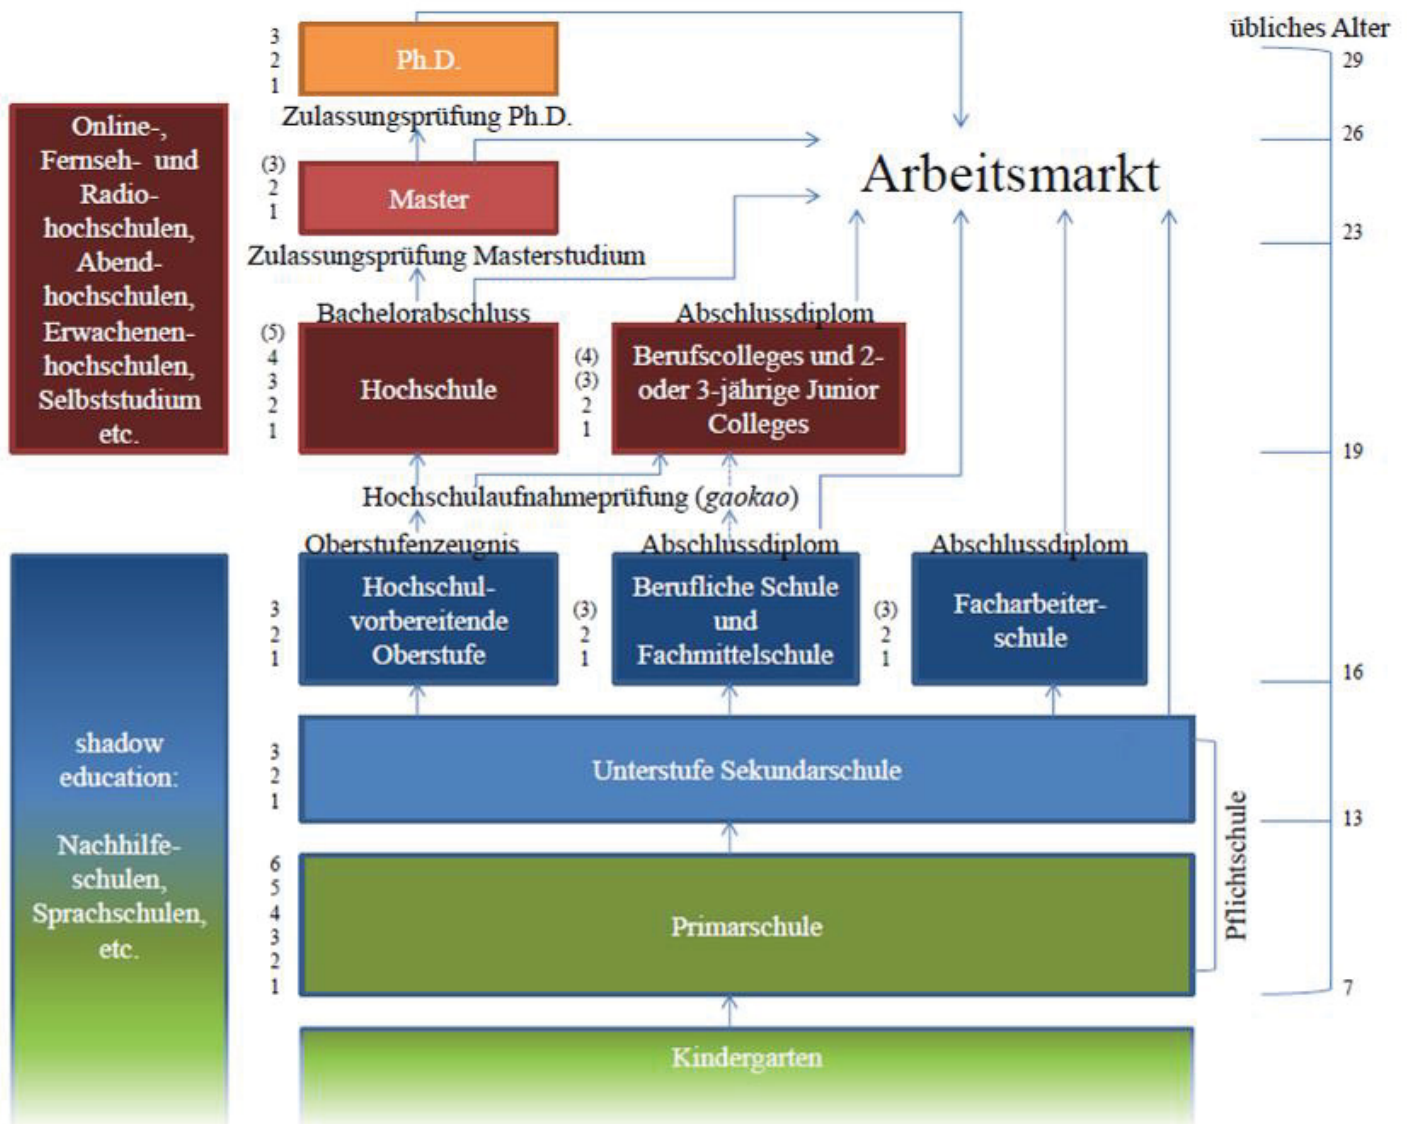 übliches Alter
3
2
1
Ph.D.
29
Zulassungsprüfung Ph.D.
26
Online-,
Fernseh- und
Radio-
hochschulen,
Abend-
hochschulen,
Erwachenen-
hochschulen,
Selbststudium
etc.
(3)
2
1
Master
Arbeitsmarkt
23
Zulassungsprüfung Masterstudium
Bachelorabschluss
Abschlussdiplom
(5)
4
3
2
1
Hochschule
(4)
(3)
2
1
Berufscolleges und 2-
oder 3-jährige Junior
Colleges
19
Hochschulaufnahmeprüfung (gaokao)
Oberstufenzeugnis
Abschlussdiplom
Abschlussdiplom
3
2
1
Hochschul-
vorbereitende
Oberstufe
(3)
2
1
Berufliche Schule
und
Fachmittelschule
(3)
2
1
Facharbeiter-
schule
16
shadow
education:
Nachhilfe-
schulen,
Sprachschulen,
etc.
3
2
1
Unterstufe Sekundarschule
13
Pflichtschule
6
5
4
3
2
1
Primarschule
7
Kindergarten